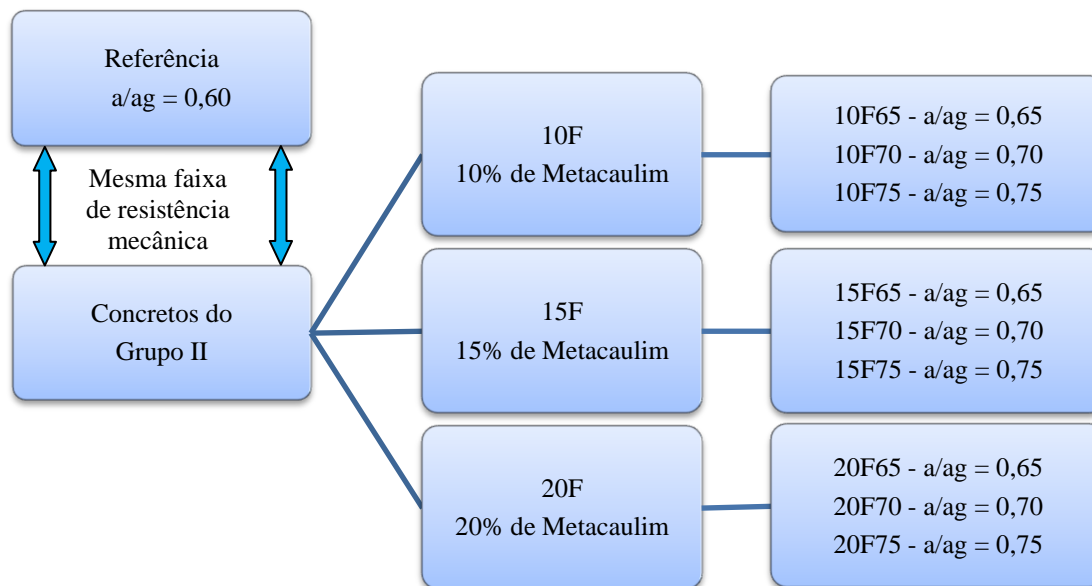 Referência
a/ag = 0,60
Mesma faixa
de resistência
mecânica
Concretos do
Grupo II
10F
10% de Metacaulim
10F65 - a/ag = 0,65
10F70 - a/ag = 0,70
10F75 - a/ag = 0,75
15F
15% de Metacaulim
15F65 - a/ag = 0,65
15F70 - a/ag = 0,70
15F75 - a/ag = 0,75
20F
20% de Metacaulim
20F65 - a/ag = 0,65
20F70 - a/ag = 0,70
20F75 - a/ag = 0,75